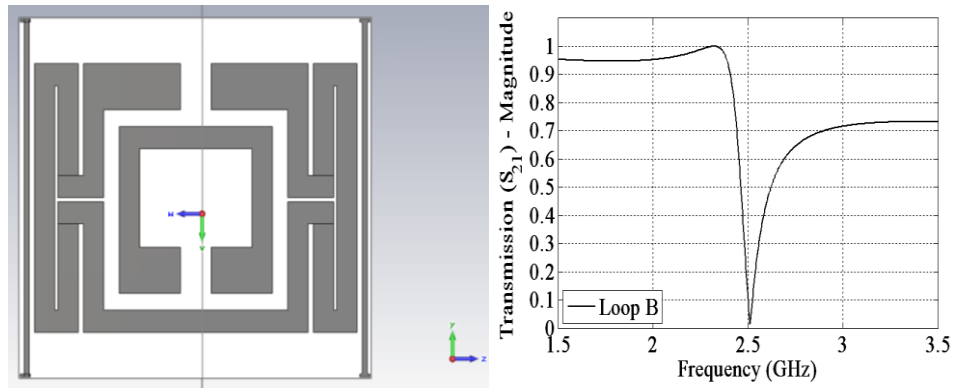 w
v
y
z
Transmission (S21) - Magnitude
1
0.9
0.8
0.7
0.6
0.5
0.4
0.3
0.2
0.1
0
Loop B
1.5 2 2.5 3 3.5
Frequency (GHz)